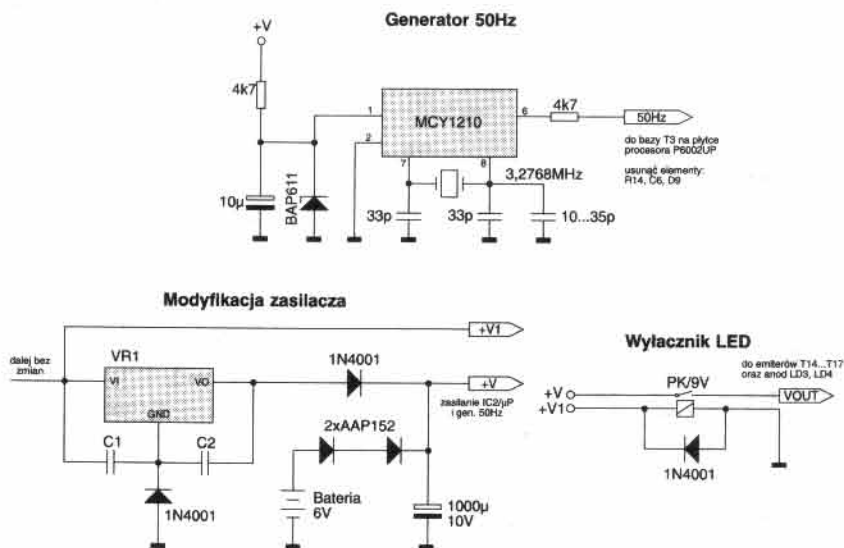 Generator 50Hz
+V
4k7
1
2
MCY1210
6
7
8
4k7
50Hz
do bazy T3 na płytce
procesora P6002UP
usunąć elementy:
R14, C6, D9
3,2768MHz
10µ
BAP611
33p
33p
10...35p
Modyfikacja zasilacza
+V1
dalej bez
zmian
VR1
VI
VO
GND
C1
C2
1N4001
1N4001
+V
zasilanie IC2/µP
i gen. 50Hz
2xAAP152
Bateria
6V
1000µ
10V
Wyłacznik LED
do emiterów T14...T17
oraz anod LD3, LD4
PK/9V
+V
+V1
VOUT
1N4001